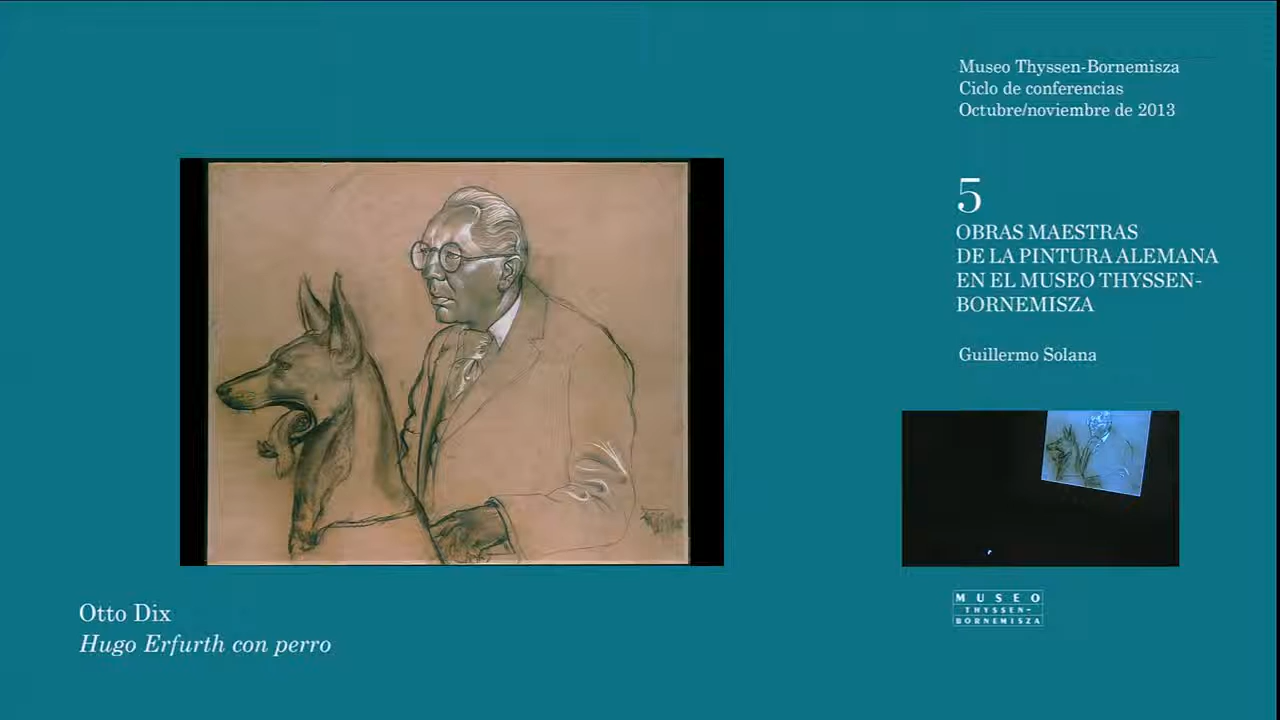 Museo Thyssen-Bornemisza
Ciclo de conferencias
Octubre/noviembre de 2013
5
OBRAS MAESTRAS
DE LA PINTURA ALEMANA
EN EL MUSEO THYSSEN-
BORNEMISZA
Guillermo Solana
Otto Dix
Hugo Erfurth con perro
MUSEO
THYSSEN-
BORNEMISZA